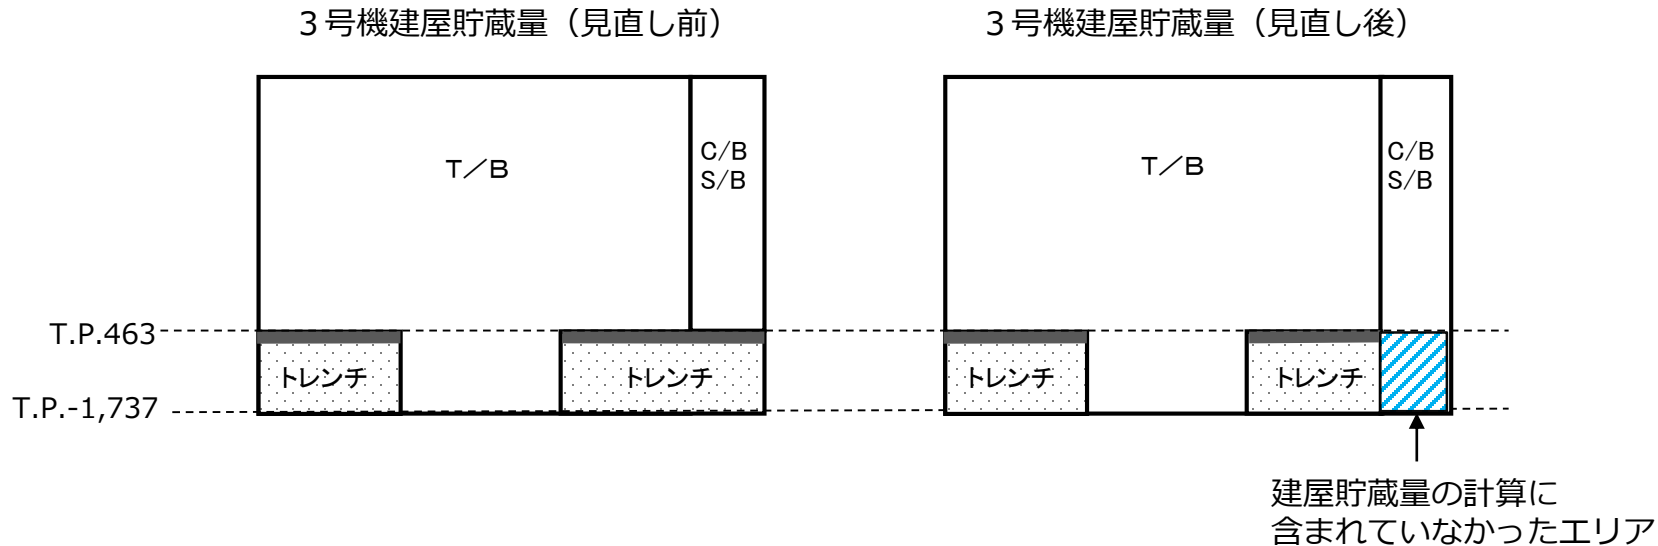 ３号機建屋貯蔵量（見直し前）
３号機建屋貯蔵量（見直し後）
T／B
C/B
S/B
T／B
C/B
S/B
T.P.463
トレンチ
トレンチ
トレンチ
トレンチ
T.P.-1,737
建屋貯蔵量の計算に
含まれていなかったエリア